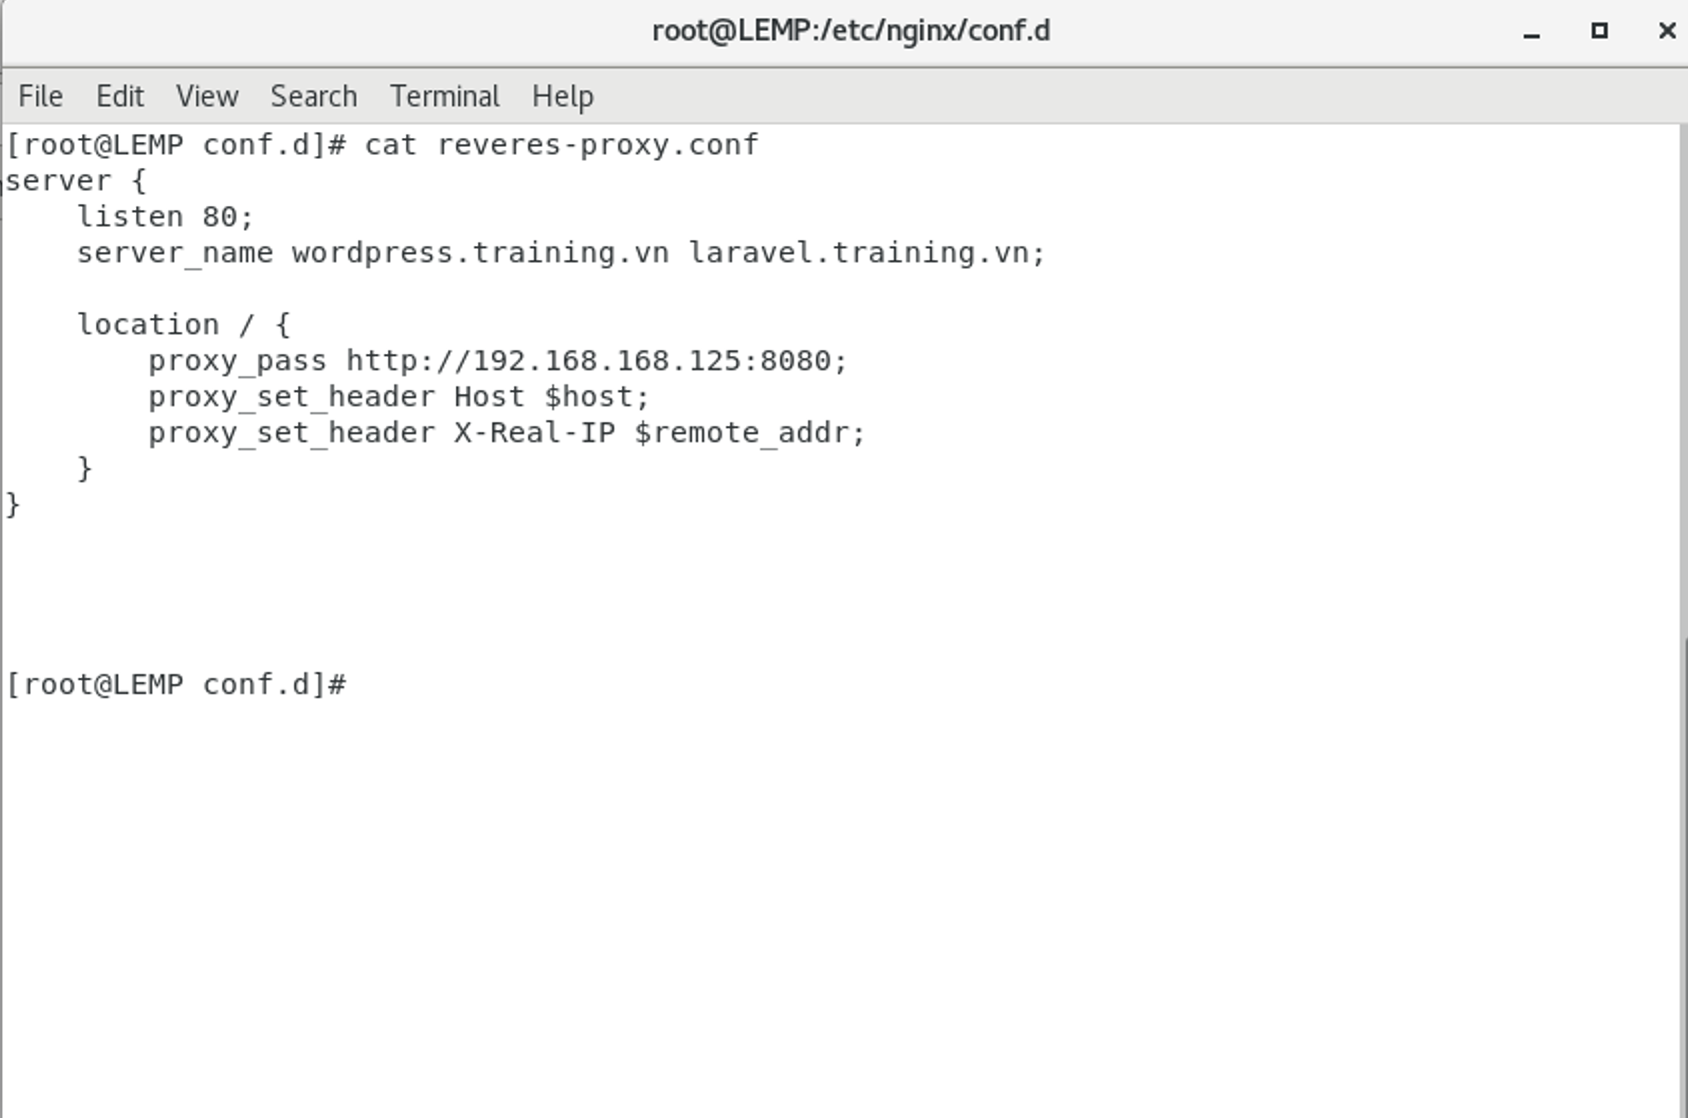 root@LEMP:/etc/nginx/conf.d
File Edit View Search Terminal Help
[root@LEMP conf.d]# cat reveres-proxy.conf
server {
    listen 80;
    server_name wordpress.training.vn laravel.training.vn;
    location / {
        proxy_pass http://192.168.168.125:8080;
        proxy_set_header Host $host;
        proxy_set_header X-Real-IP $remote_addr;
    }
}
[root@LEMP conf.d]#